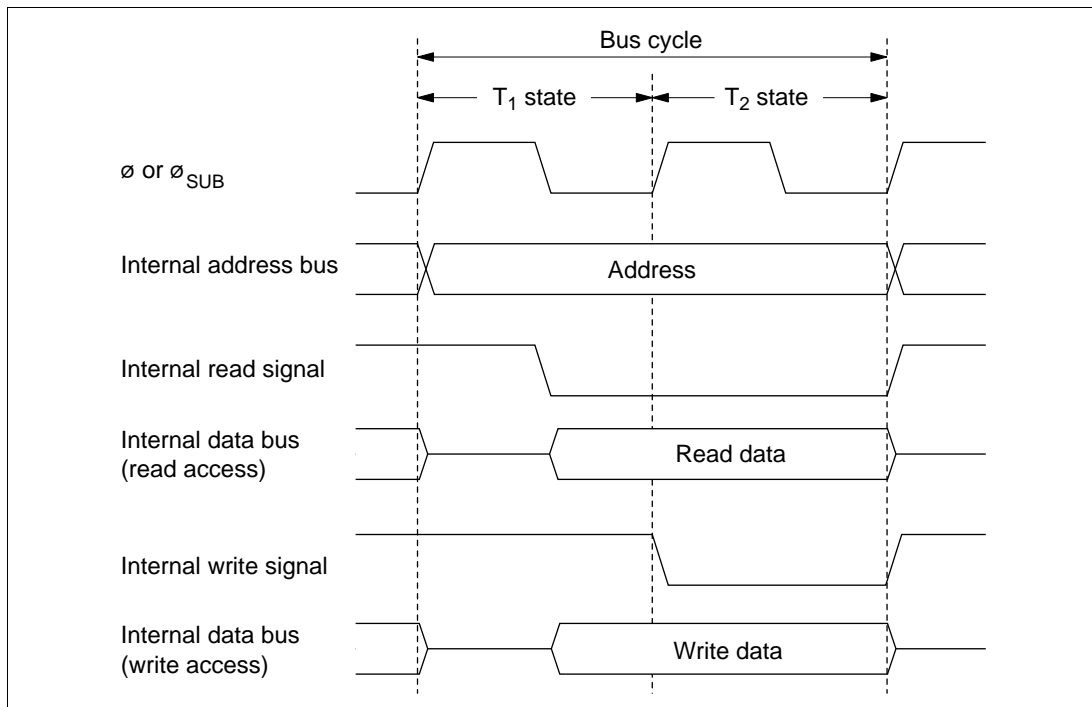 Bus cycle
T1 state
T2 state
ø or øSUB
Internal address bus
Address
Internal read signal
Internal data bus
(read access)
Read data
Internal write signal
Internal data bus
(write access)
Write data